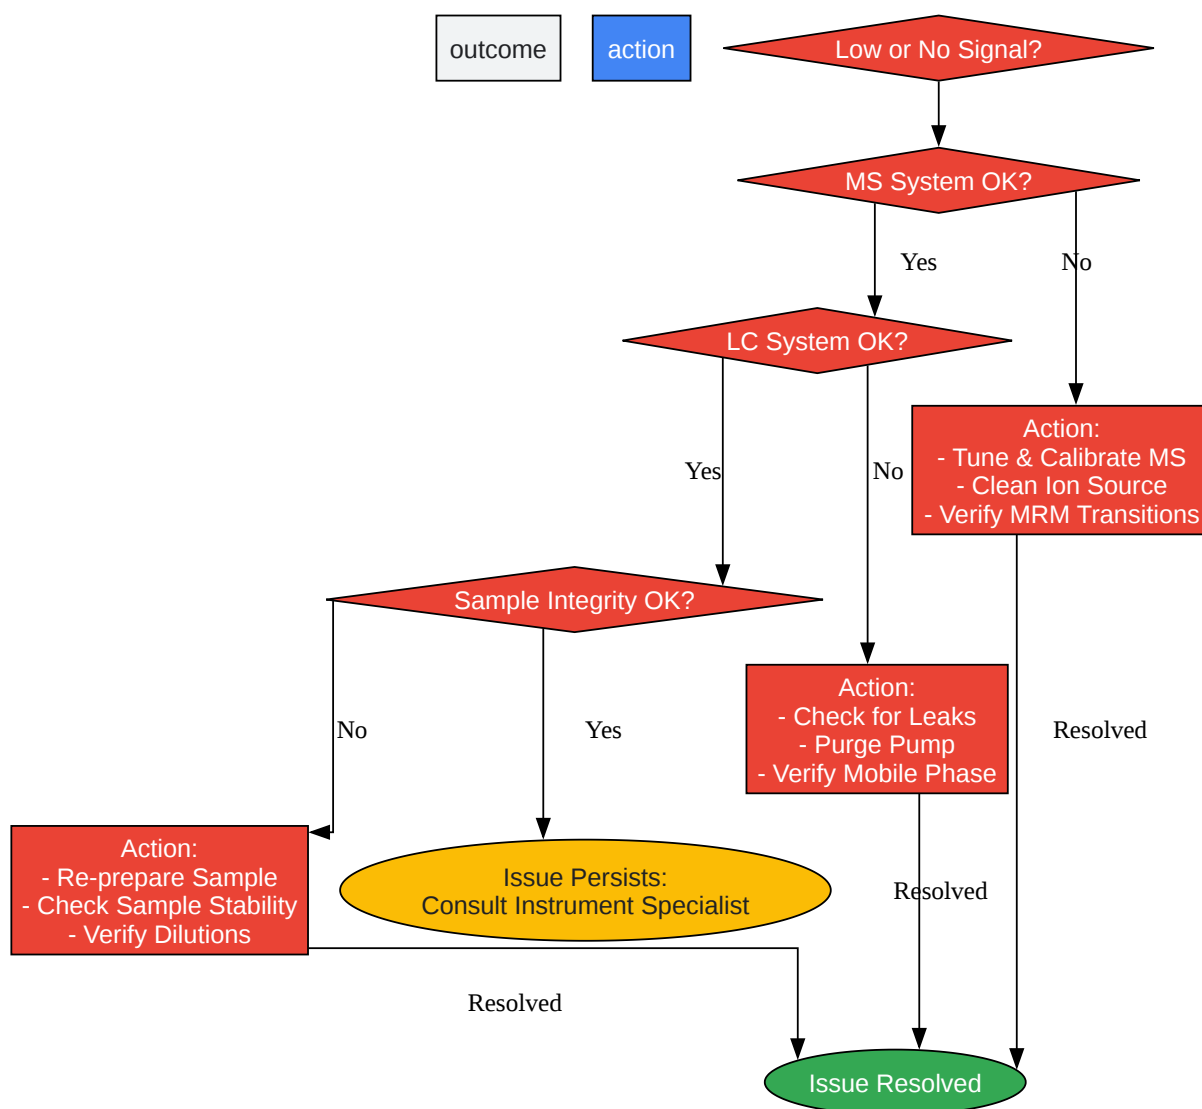 outcome
action
Low or No Signal?
MS System OK?
Yes
No
LC System OK?
Action:
- Tune & Calibrate MS
- Clean Ion Source
- Verify MRM Transitions
Yes
No
Sample Integrity OK?
Action:
- Check for Leaks
- Purge Pump
- Verify Mobile Phase
No
Yes
Resolved
Action:
- Re-prepare Sample
- Check Sample Stability
- Verify Dilutions
Issue Persists:
Consult Instrument Specialist
Resolved
Resolved
Issue Resolved